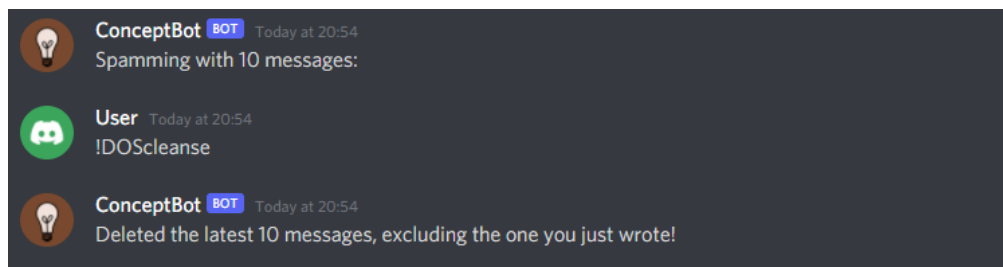 ConceptBot BOT Today at 20:54
Spamming with 10 messages:
User Today at 20:54
!DOScleanse
ConceptBot BOT Today at 20:54
Deleted the latest 10 messages, excluding the one you just wrote!